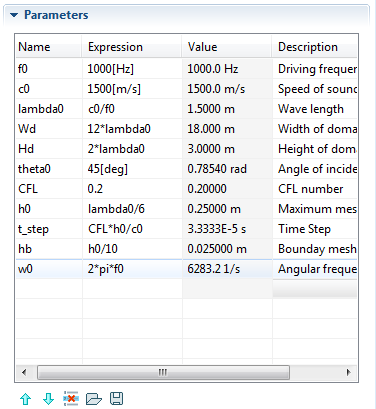 Parameters
Name Expression Value Description
f0 1000[Hz] 1000.0 Hz Driving frequen
c0 1500[m/s] 1500.0 m/s Speed of sound
lambda0 c0/f0 1.5000 m Wave length
Wd 12*lambda0 18.000 m Width of doma
Hd 2*lambda0 3.0000 m Height of dom
theta0 45[deg] 0.78540 rad Angle of incide
CFL 0.2 0.20000 CFL number
h0 lambda0/6 0.25000 m Maximum mes
t_step CFL*h0/c0 3.3333E-5 s Time Step
hb h0/10 0.025000 m Bounday mesh
w0 2*pi*f0 6283.2 1/s Angular freque